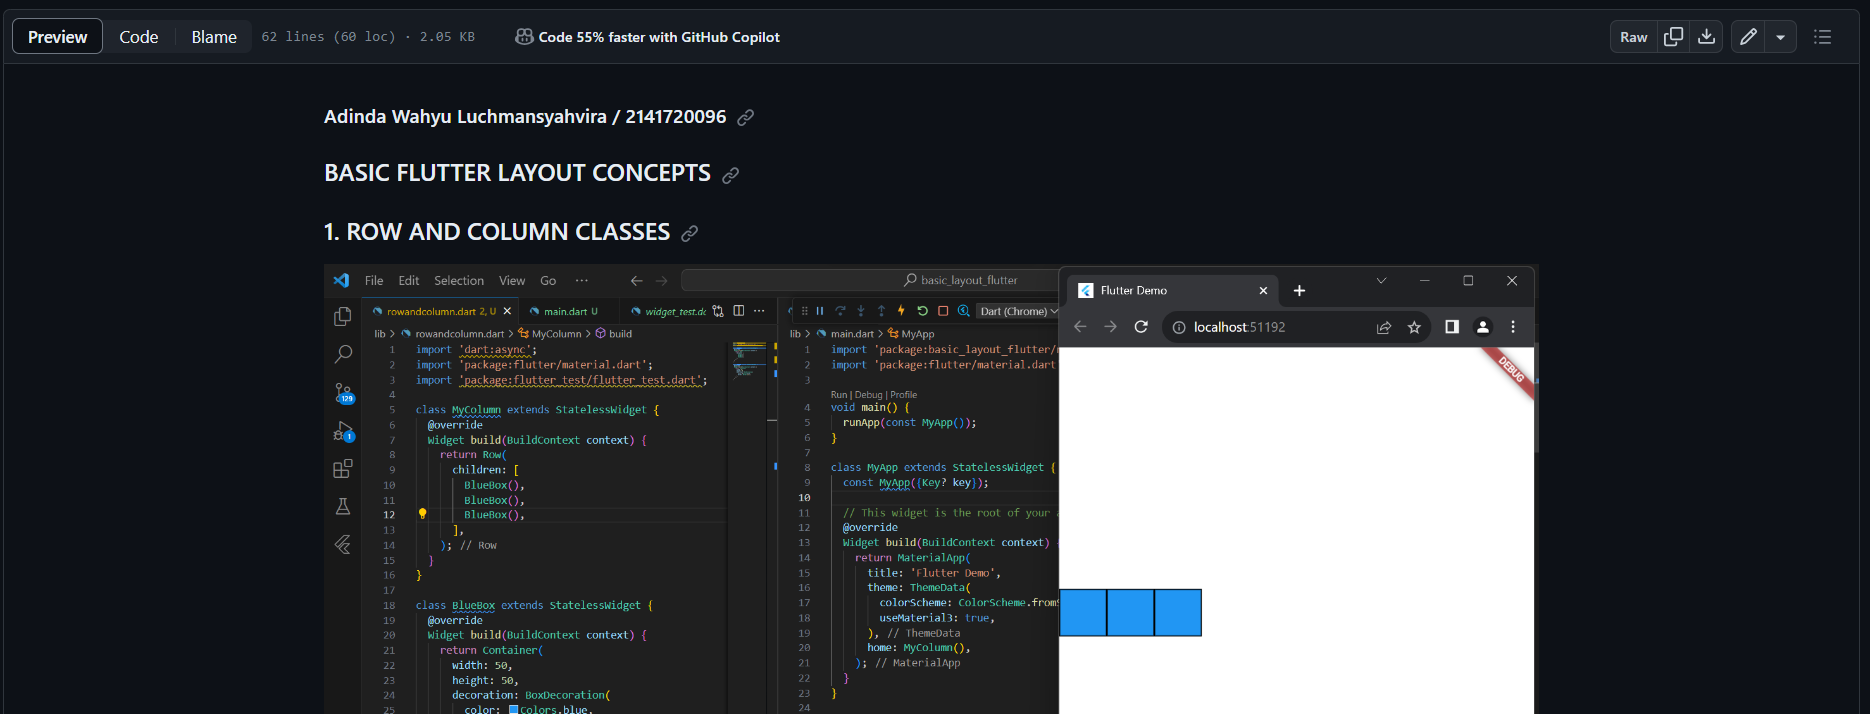 Preview Code Blame 62 lines (60 loc) · 2.05 KB Code 55% faster with GitHub Copilot Raw
Adinda Wahyu Luchmansyahvira / 2141720096
BASIC FLUTTER LAYOUT CONCEPTS
1. ROW AND COLUMN CLASSES
File Edit Selection View Go ··· basic_layout_flutter
rowandcolumn.dart 2, U main.dart U widget_test.da
lib > rowandcolumn.dart > MyColumn > build
1 import 'dart:async';
2 import 'package:flutter/material.dart';
3 import 'package:flutter_test/flutter_test.dart';
4
5 class MyColumn extends StatelessWidget {
6 @override
7 Widget build(BuildContext context) {
8 return Row(
9 children: [
10 BlueBox(),
11 BlueBox(),
12 BlueBox(),
13 ],
14 ); // Row
15 }
16 }
17
18 class BlueBox extends StatelessWidget {
19 @override
20 Widget build(BuildContext context) {
21 return Container(
22 width: 50,
23 height: 50,
24 decoration: BoxDecoration(
25 color: Colors.blue,
129
1
Dart (Chrome)
lib > main.dart > MyApp
1 import 'package:basic_layout_flutter/
2 import 'package:flutter/material.dart'
3
Run | Debug | Profile
4 void main() {
5 runApp(const MyApp());
6 }
7
8 class MyApp extends StatelessWidget {
9 const MyApp({Key? key});
10
11 // This widget is the root of your
12 @override
13 Widget build(BuildContext context) {
14 return MaterialApp(
15 title: 'Flutter Demo',
16 theme: ThemeData(
17 colorScheme: ColorScheme.from
18 useMaterial3: true,
19 ), // ThemeData
20 home: MyColumn(),
21 ); // MaterialApp
22 }
23 }
24
Flutter Demo
localhost:51192
DEBUG